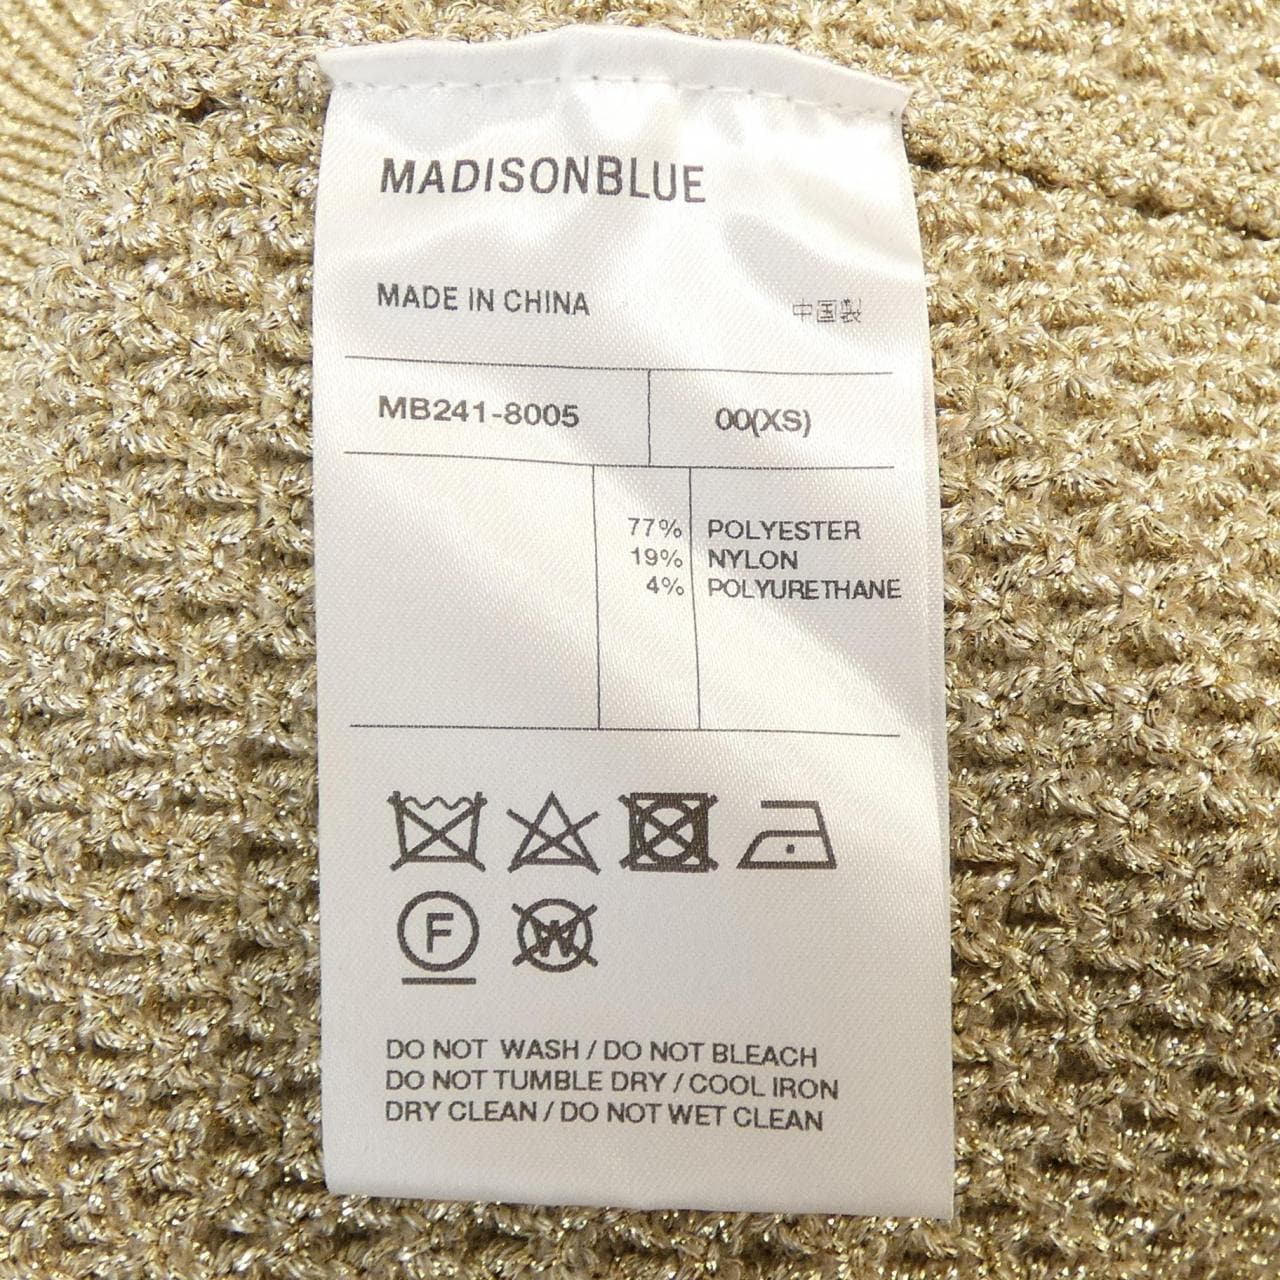 MADISONBLUE
MADE IN CHINA 中国製
MB241-8005 00(XS)
77% POLYESTER
19% NYLON
4% POLYURETHANE
F W
DO NOT WASH / DO NOT BLEACH
DO NOT TUMBLE DRY / COOL IRON
DRY CLEAN / DO NOT WET CLEAN